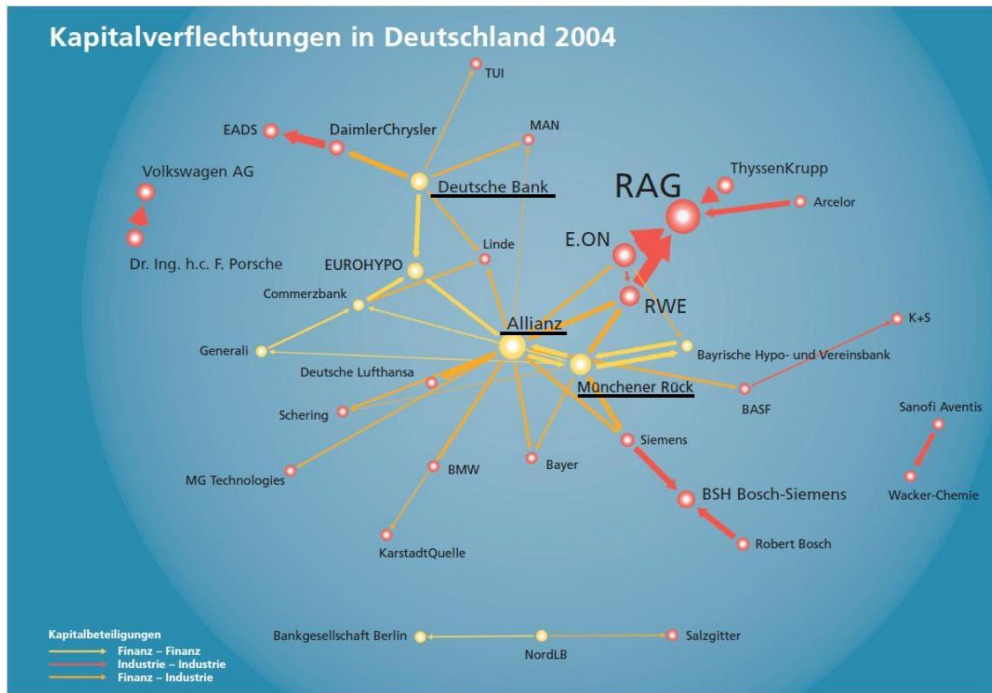 Kapitalverflechtungen in Deutschland 2004
TUI
MAN
EADS
DaimlerChrysler
Volkswagen AG
Deutsche Bank
RAG
ThyssenKrupp
Arcelor
Dr. Ing. h.c. F. Porsche
Linde
E.ON
EUROHYPO
Commerzbank
RWE
Allianz
K+S
Generali
Bayrische Hypo- und Vereinsbank
Deutsche Lufthansa
Münchener Rück
BASF
Schering
Sanofi Aventis
Siemens
MG Technologies
BMW
Bayer
BSH Bosch-Siemens
Wacker-Chemie
KarstadtQuelle
Robert Bosch
Bankgesellschaft Berlin
NordLB
Salzgitter
Kapitalbeteiligungen
Finanz – Finanz
Industrie – Industrie
Finanz – Industrie